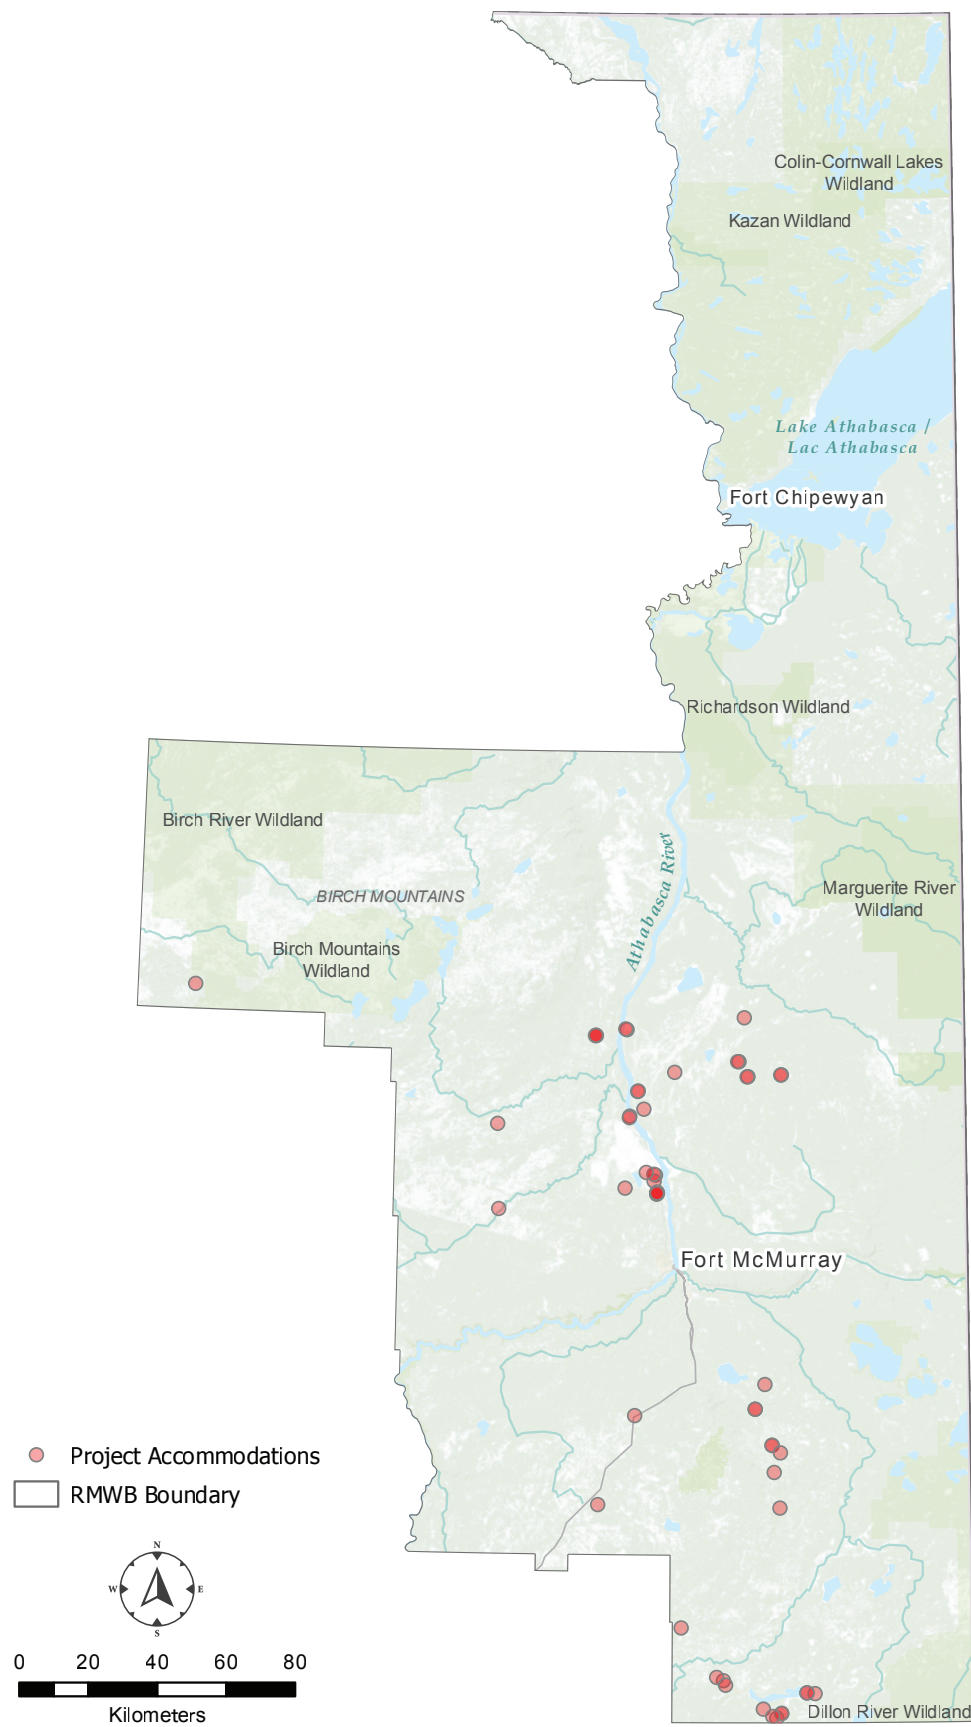 Colin-Cornwall Lakes
Wildland
Kazan Wildland
Lake Athabasca /
Lac Athabasca
Fort Chipewyan
Richardson Wildland
Birch River Wildland
Athabasca River
BIRCH MOUNTAINS
Marguerite River
Wildland
Birch Mountains
Wildland
Fort McMurray
Project Accommodations
RMWB Boundary
N
W
E
S
0 20 40 60 80
Kilometers
Dillon River Wildland